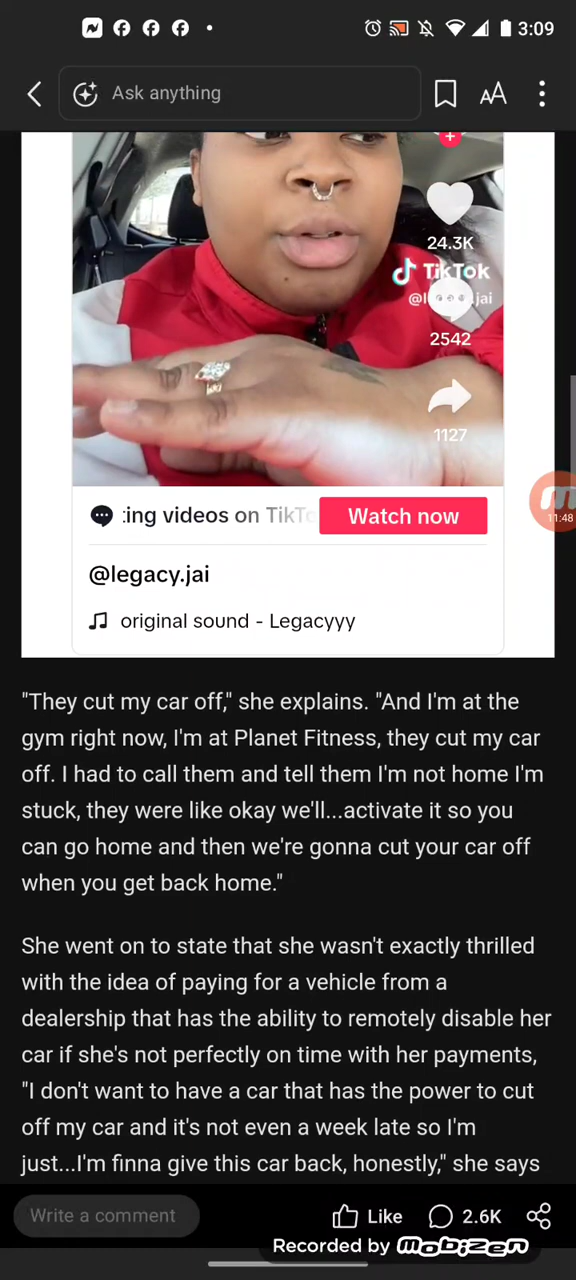 3:09
Ask anything
AA
24.3K
TikTok
2542
1127
:ing videos on TikTo
Watch now
@legacy.jai
original sound - Legacyyy
11:48
"They cut my car off," she explains. "And I'm at the
gym right now, I'm at Planet Fitness, they cut my car
off. I had to call them and tell them I'm not home I'm
stuck, they were like okay we'll...activate it so you
can go home and then we're gonna cut your car off
when you get back home."
She went on to state that she wasn't exactly thrilled
with the idea of paying for a vehicle from a
dealership that has the ability to remotely disable her
car if she's not perfectly on time with her payments,
"I don't want to have a car that has the power to cut
off my car and it's not even a week late so I'm
just...I'm finna give this car back, honestly," she says
Write a comment
Like
2.6K
Recorded by mobizen